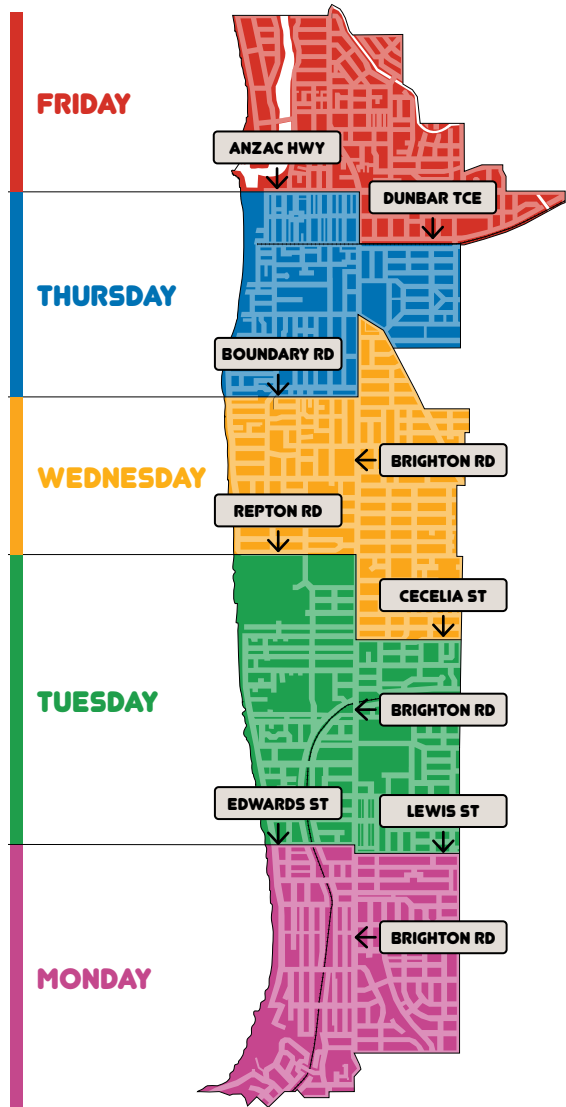 FRIDAY
ANZAC HWY
DUNBAR TCE
THURSDAY
BOUNDARY RD
WEDNESDAY
BRIGHTON RD
REPTON RD
CECELIA ST
TUESDAY
BRIGHTON RD
EDWARDS ST
LEWIS ST
BRIGHTON RD
MONDAY